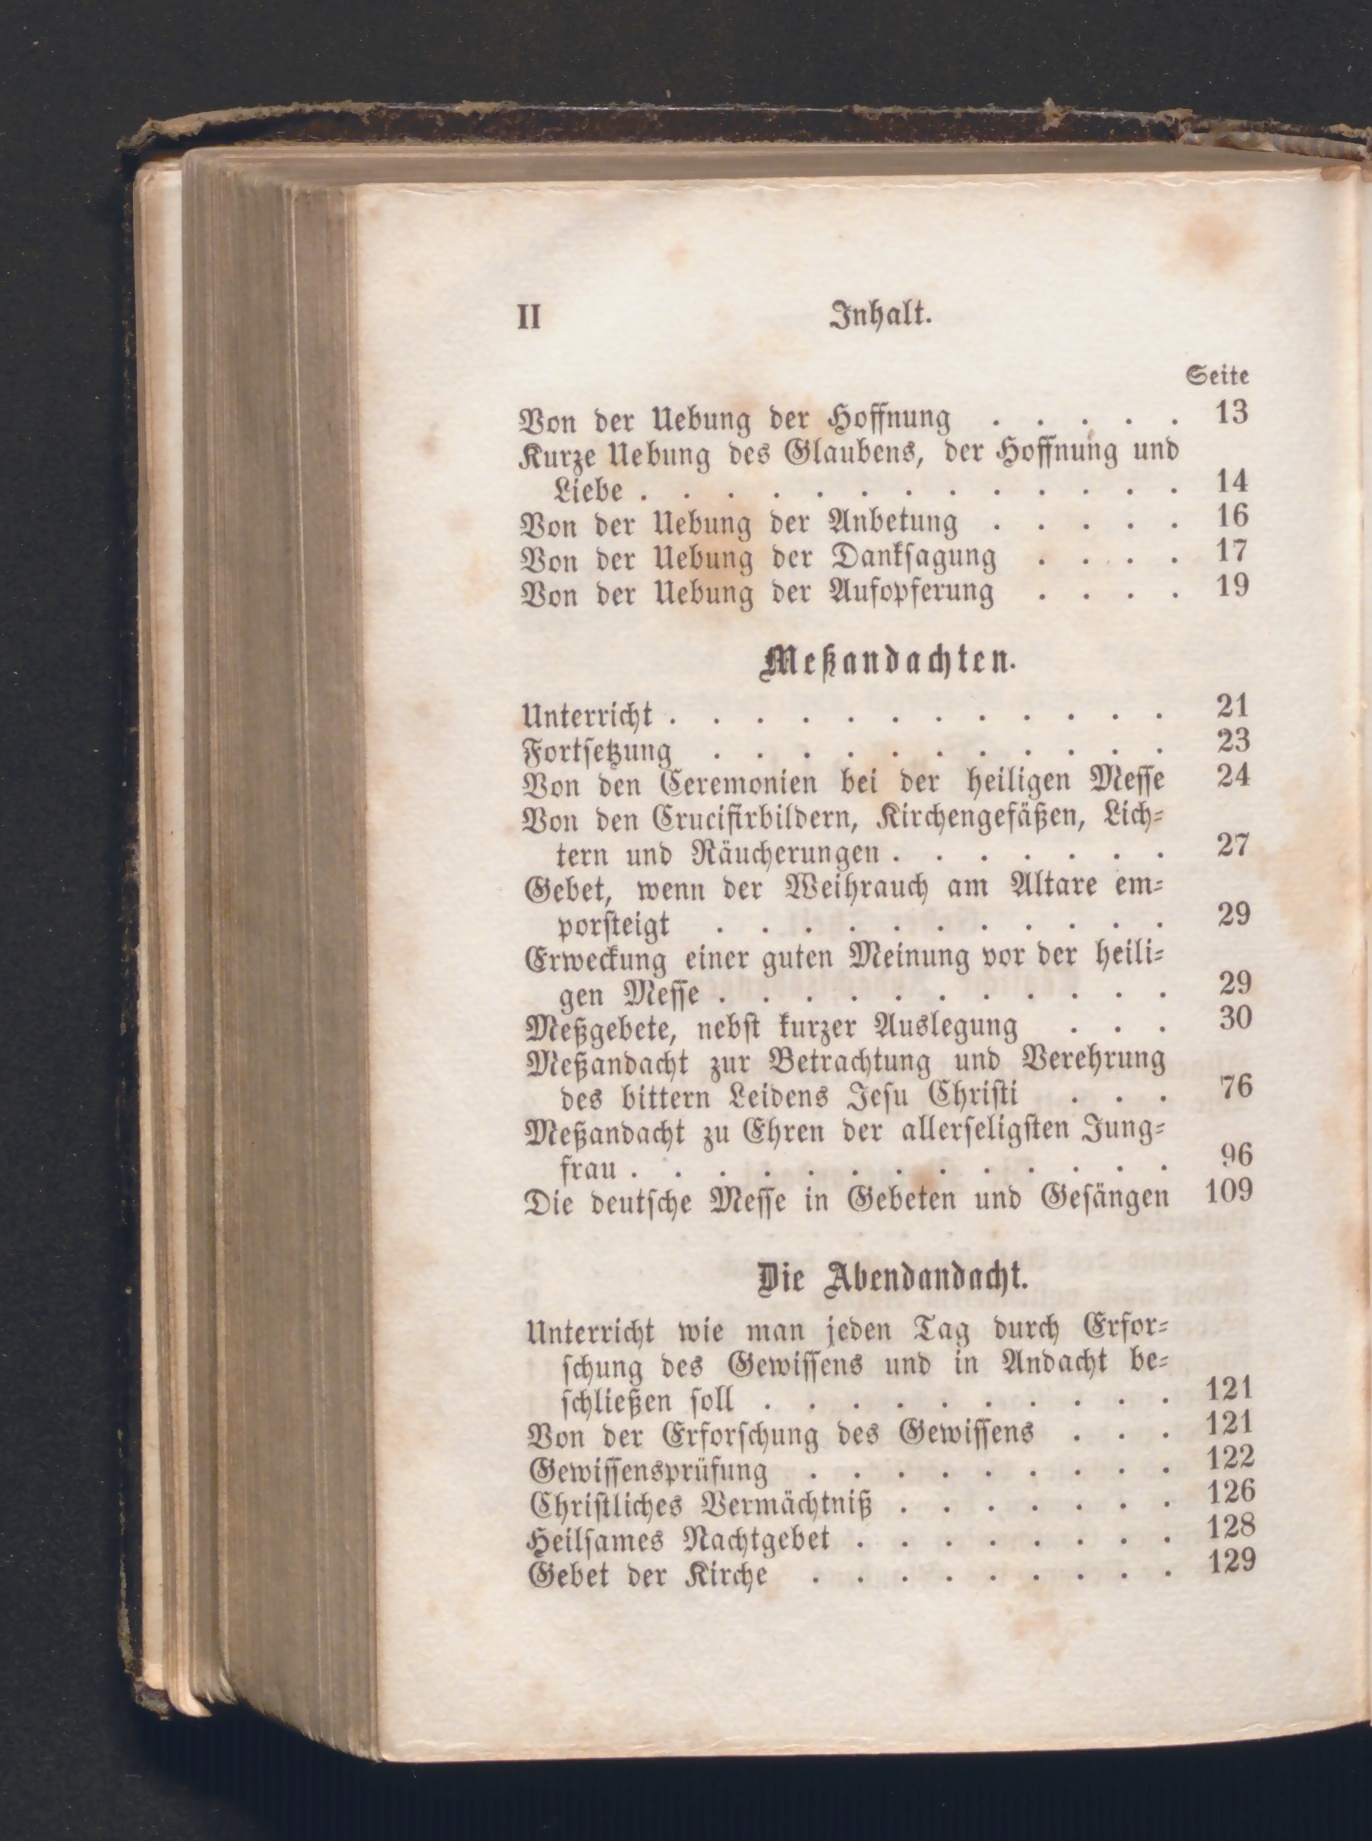 II Inhalt.
Seite
Von der Uebung der Hoffnung . . . . . 13
Kurze Uebung des Glaubens, der Hoffnung und
Liebe . . . . . . . . . . . . . 14
Von der Uebung der Anbetung . . . . . 16
Von der Uebung der Dankſagung . . . . 17
Von der Uebung der Aufopferung . . . . 19
Meßandachten.
Unterricht . . . . . . . . . . . . 21
Fortſetzung . . . . . . . . . . . 23
Von den Ceremonien bei der heiligen Meſſe 24
Von den Crucifixbildern, Kirchengefäßen, Lich-
tern und Räucherungen . . . . . . . 27
Gebet, wenn der Weihrauch am Altare em-
porſteigt . . . . . . . . . . . 29
Erweckung einer guten Meinung vor der heili-
gen Meſſe . . . . . . . . . . . 29
Meßgebete, nebſt kurzer Auslegung . . . 30
Meßandacht zur Betrachtung und Verehrung
des bittern Leidens Jeſu Chriſti . . . 76
Meßandacht zu Ehren der allerſeligſten Jung-
frau . . . . . . . . . . . . . 96
Die deutſche Meſſe in Gebeten und Geſängen 109
Die Abendandacht.
Unterricht wie man jeden Tag durch Erfor-
ſchung des Gewiſſens und in Andacht be-
ſchließen ſoll . . . . . . . . . . 121
Von der Erforſchung des Gewiſſens . . . 121
Gewiſſensprüfung . . . . . . . . . 122
Chriſtliches Vermächtniß . . . . . . . 126
Heilſames Nachtgebet . . . . . . . . 128
Gebet der Kirche . . . . . . . . . 129